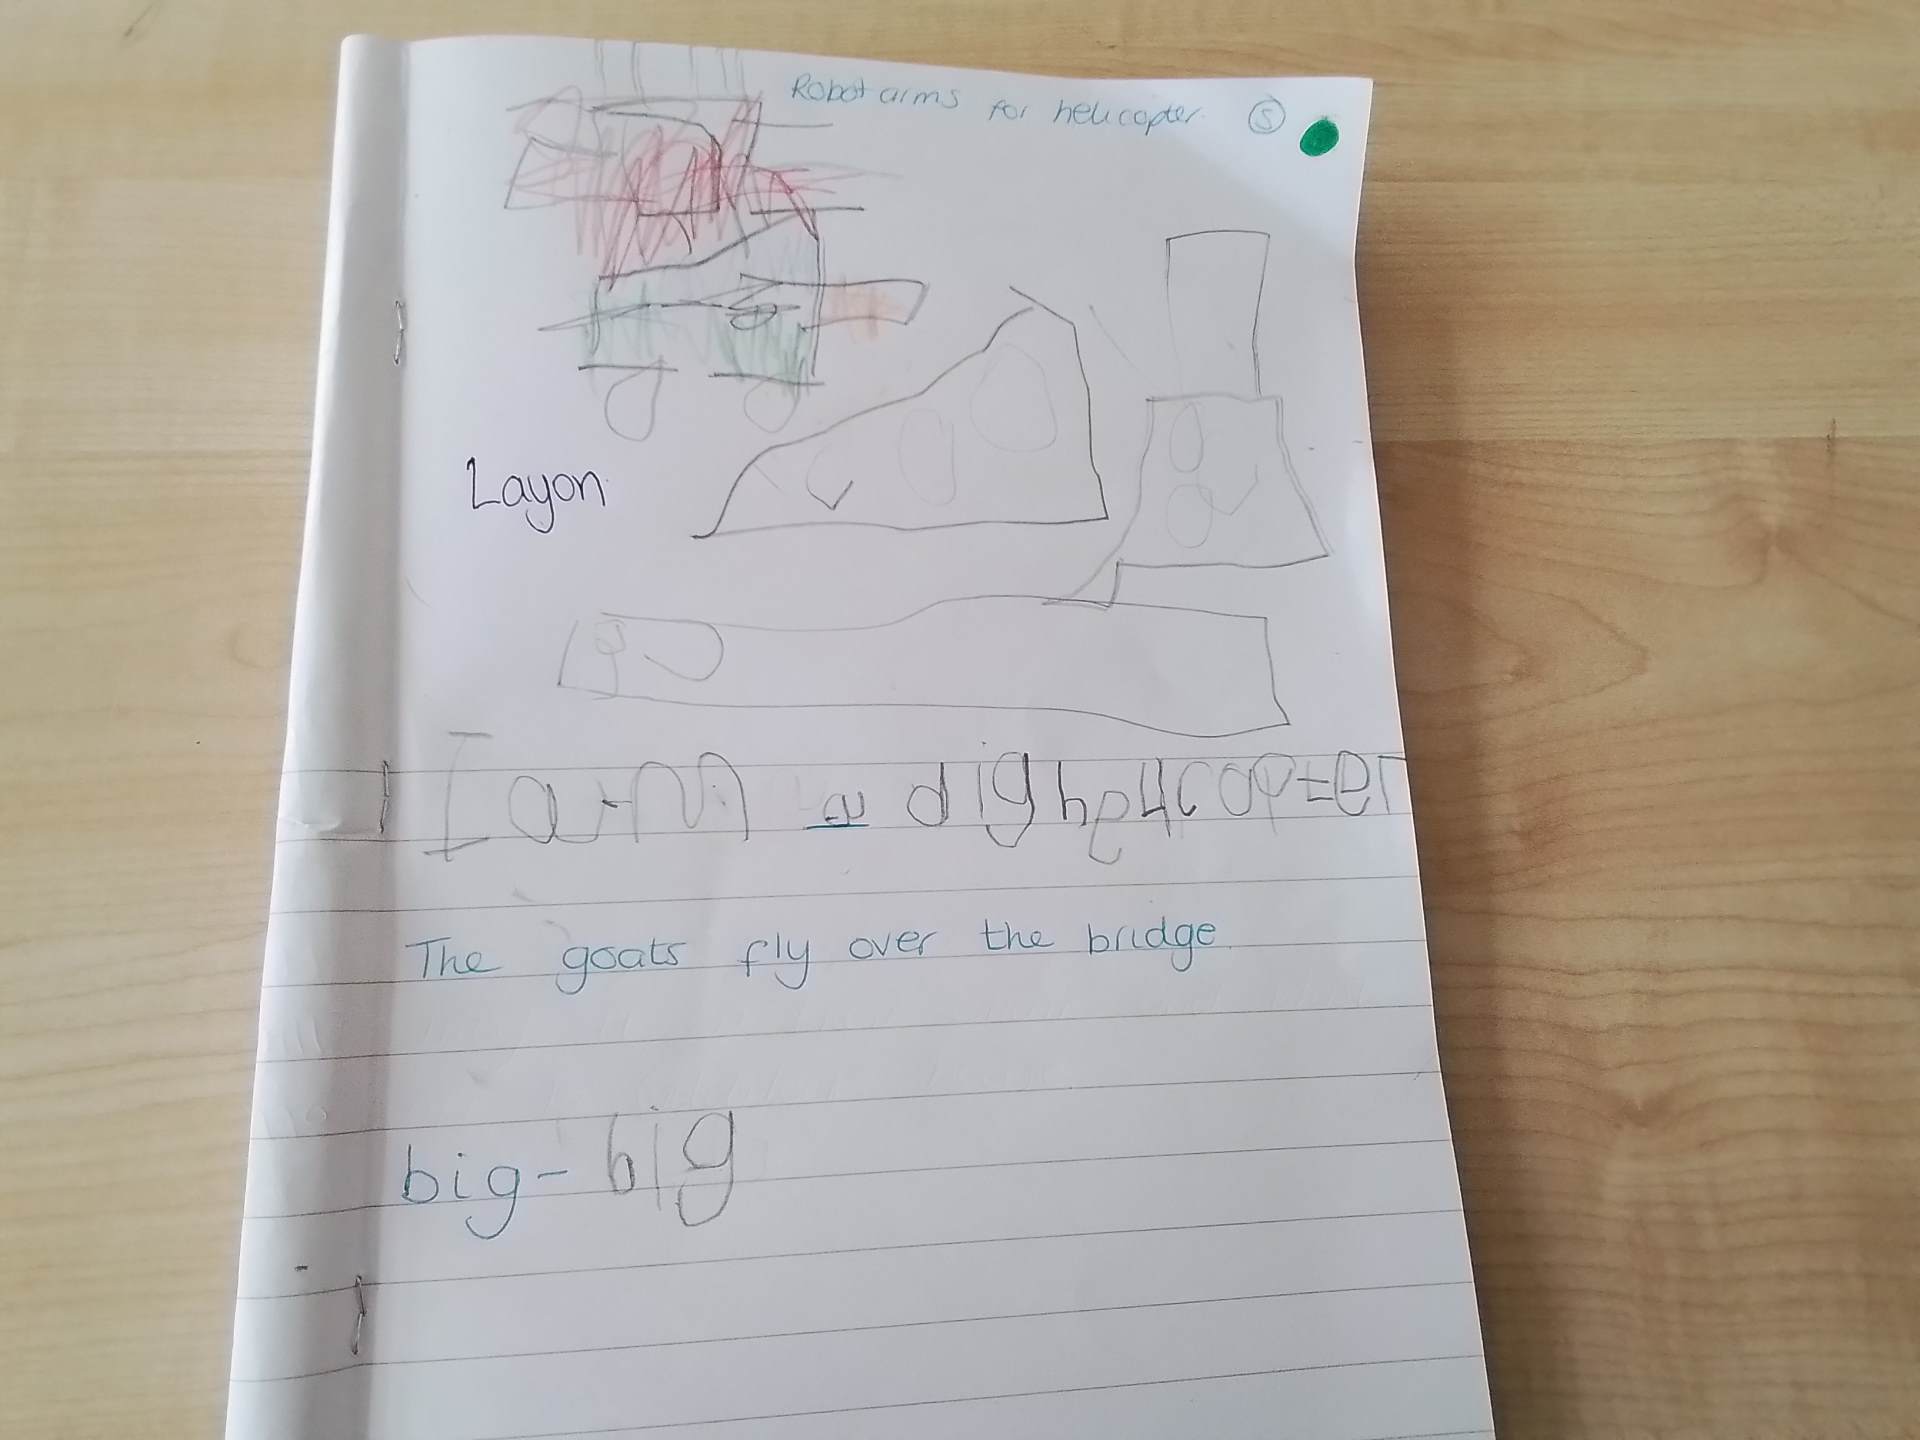 Robot arms for helicopter. S
Layon
I am a dig helicopter
The goats fly over the bridge.
big - big